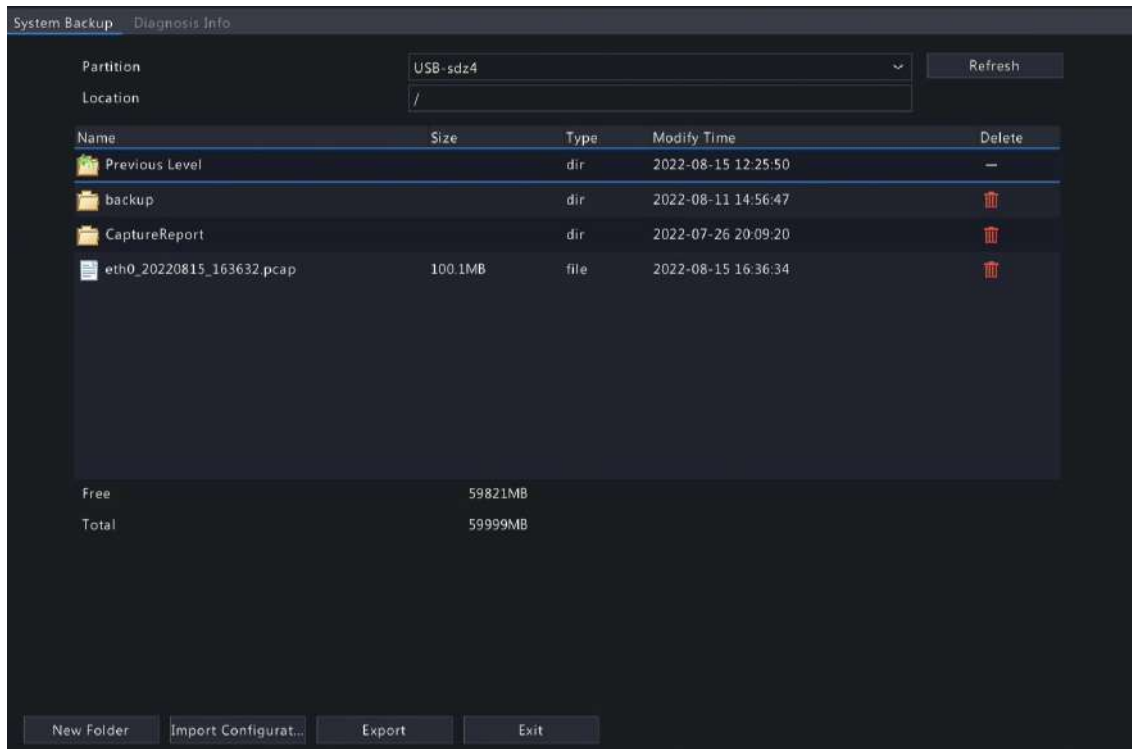 System Backup Diagnosis Info
Partition USB-sdz4 Refresh
Location /
Name Size Type Modify Time Delete
Previous Level dir 2022-08-15 12:25:50 —
backup dir 2022-08-11 14:56:47
CaptureReport dir 2022-07-26 20:09:20
eth0_20220815_163632.pcap 100.1MB file 2022-08-15 16:36:34
Free 59821MB
Total 59999MB
New Folder Import Configurat... Export Exit